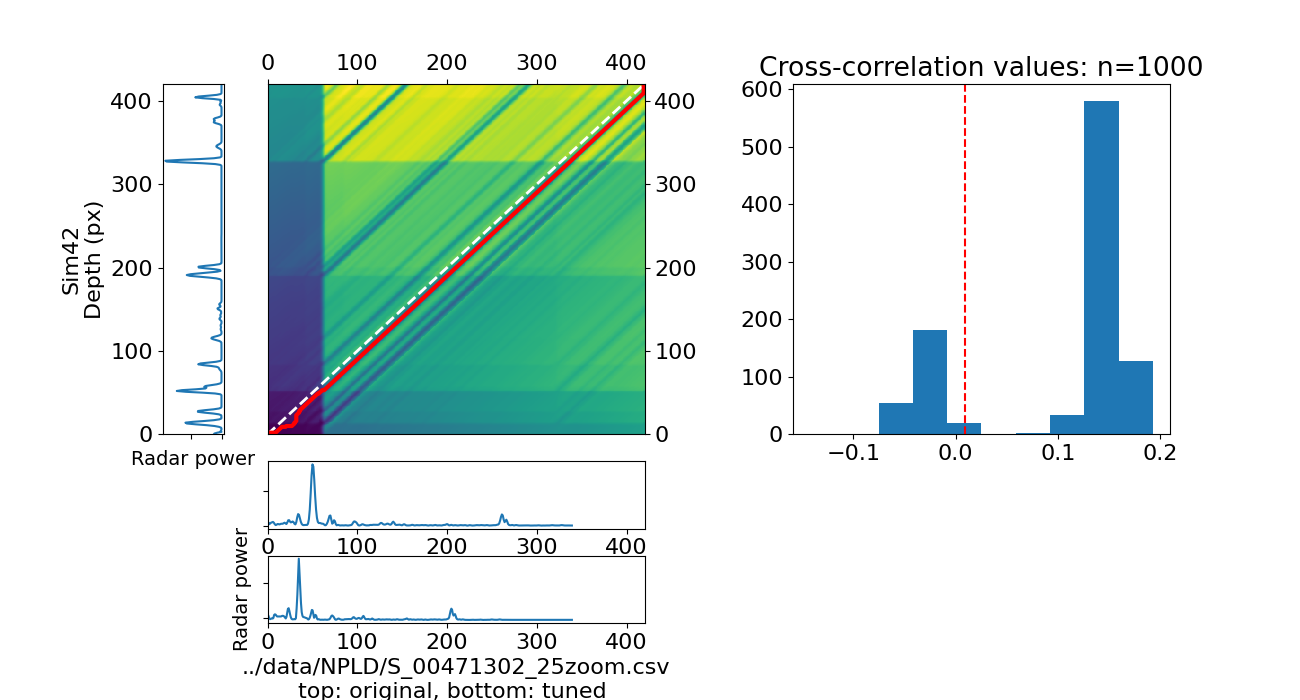 Cross-correlation values: n=1000
0 100 200 300 400
400
300
200
100
0
Sim42
Depth (px)
Radar power
400
300
200
100
0
600
500
400
300
200
100
0
−0.1 0.0 0.1 0.2
0 100 200 300 400
Radar power
0 100 200 300 400
../data/NPLD/S_00471302_25zoom.csv
top: original, bottom: tuned